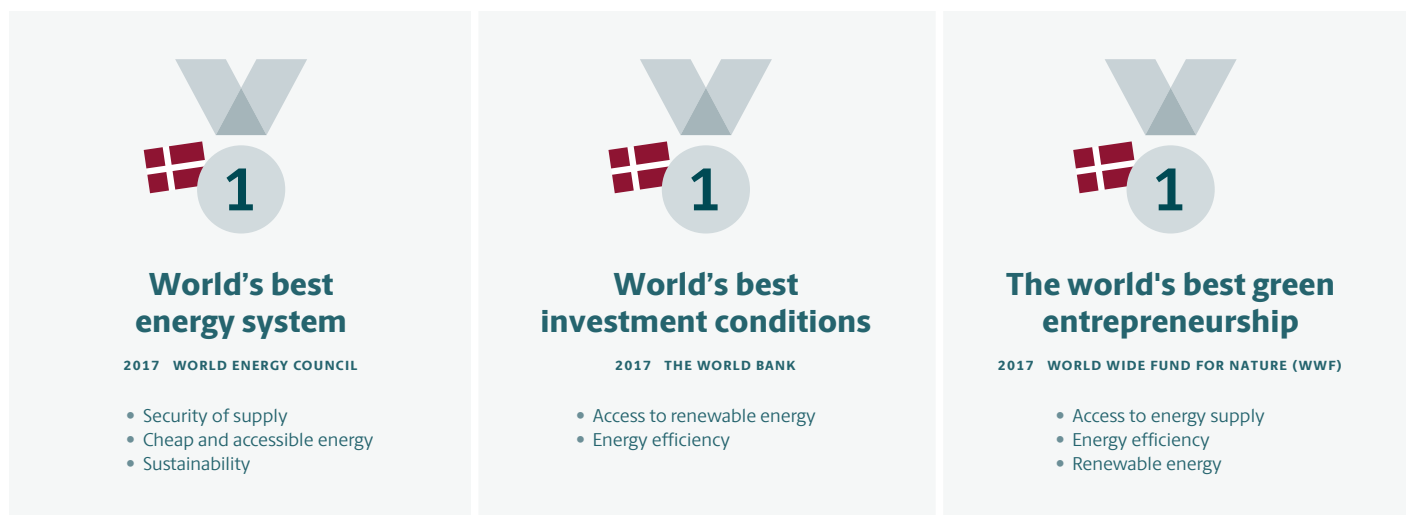 1
World’s best
energy system
2017 WORLD ENERGY COUNCIL
• Security of supply
• Cheap and accessible energy
• Sustainability
1
World’s best
investment conditions
2017 THE WORLD BANK
• Access to renewable energy
• Energy efficiency
1
The world's best green
entrepreneurship
2017 WORLD WIDE FUND FOR NATURE (WWF)
• Access to energy supply
• Energy efficiency
• Renewable energy